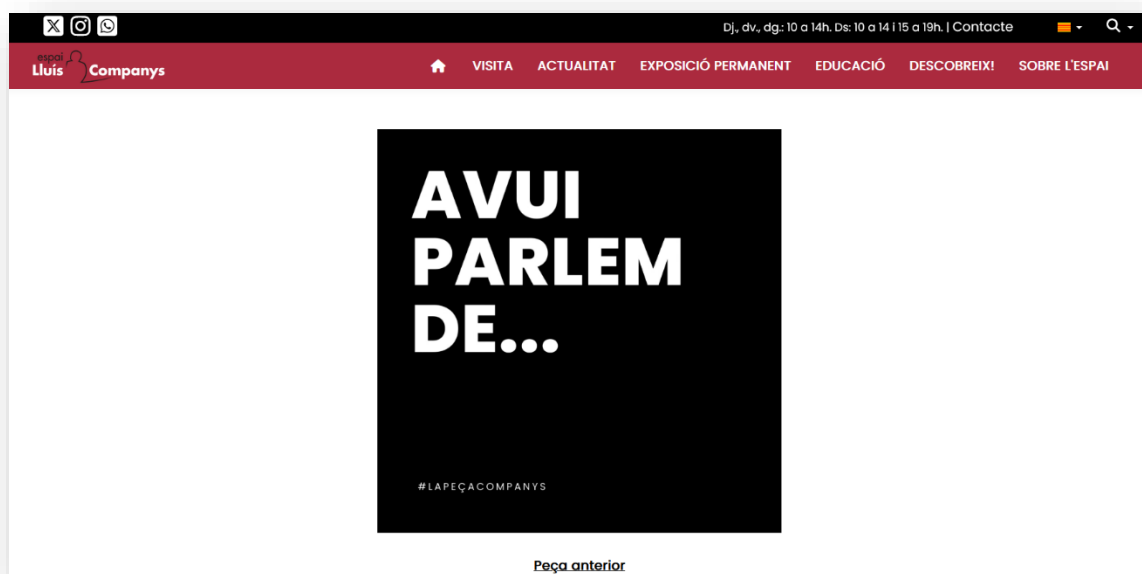 Dj., dv., dg.: 10 a 14h. Ds: 10 a 14 i 15 a 19h. | Contacte
espai
Lluís Companys
VISITA ACTUALITAT EXPOSICIÓ PERMANENT EDUCACIÓ DESCOBREIX! SOBRE L'ESPAI
AVUI
PARLEM
DE...
#LAPEÇACOMPANYS
Peça anterior